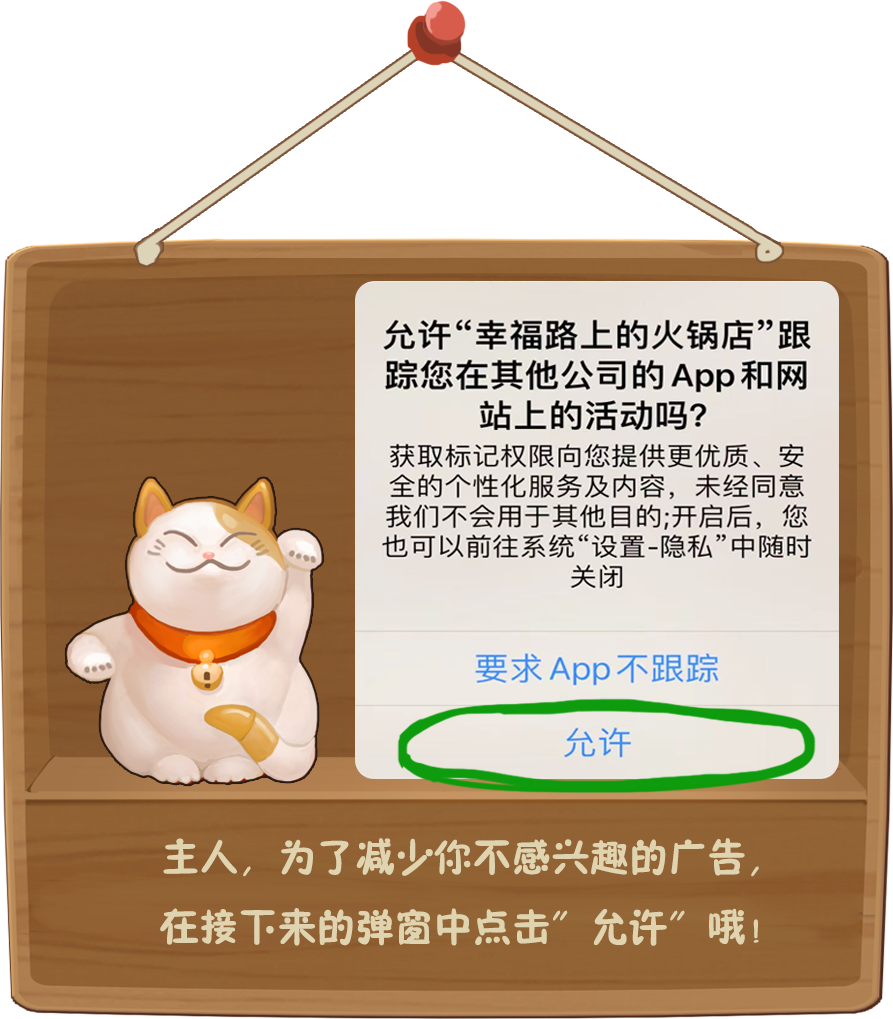 允许“幸福路上的火锅店”跟
踪您在其他公司的App和网
站上的活动吗?
获取标记权限向您提供更优质、安
全的个性化服务及内容，未经同意
我们不会用于其他目的;开启后，您
也可以前往系统“设置-隐私”中随时
关闭
要求App不跟踪
允许
主人，为了减少你不感兴趣的广告，
在接下来的弹窗中点击”允许”哦!